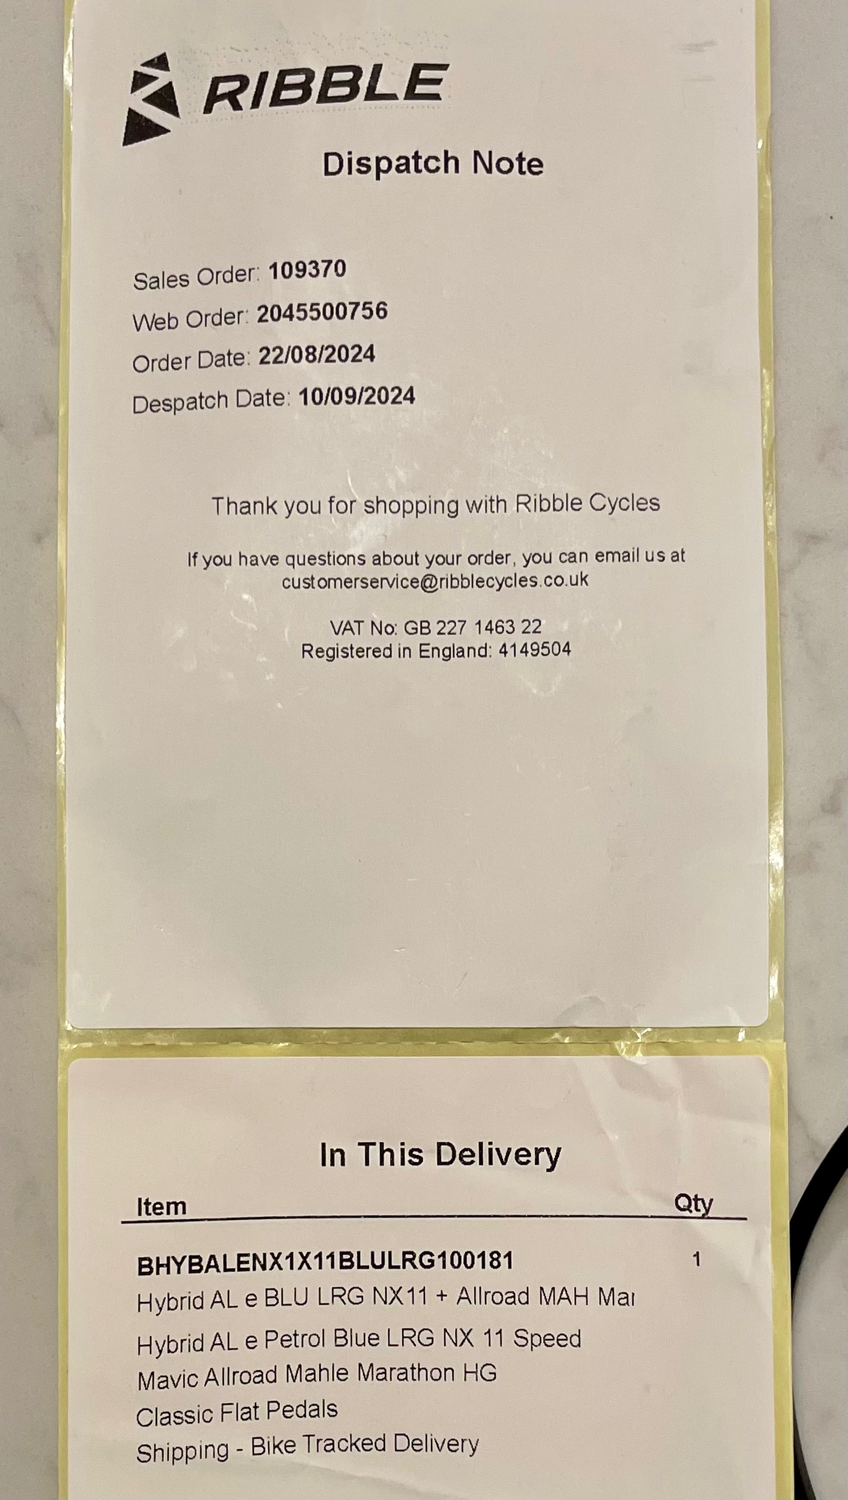 RIBBLE
Dispatch Note
Sales Order: 109370
Web Order: 2045500756
Order Date: 22/08/2024
Despatch Date: 10/09/2024
Thank you for shopping with Ribble Cycles
If you have questions about your order, you can email us at
customerservice@ribblecycles.co.uk
VAT No: GB 227 1463 22
Registered in England: 4149504
In This Delivery
Item Qty
BHYBALENX1X11BLULRG100181 1
Hybrid AL e BLU LRG NX11 + Allroad MAH Mar
Hybrid AL e Petrol Blue LRG NX 11 Speed
Mavic Allroad Mahle Marathon HG
Classic Flat Pedals
Shipping - Bike Tracked Delivery